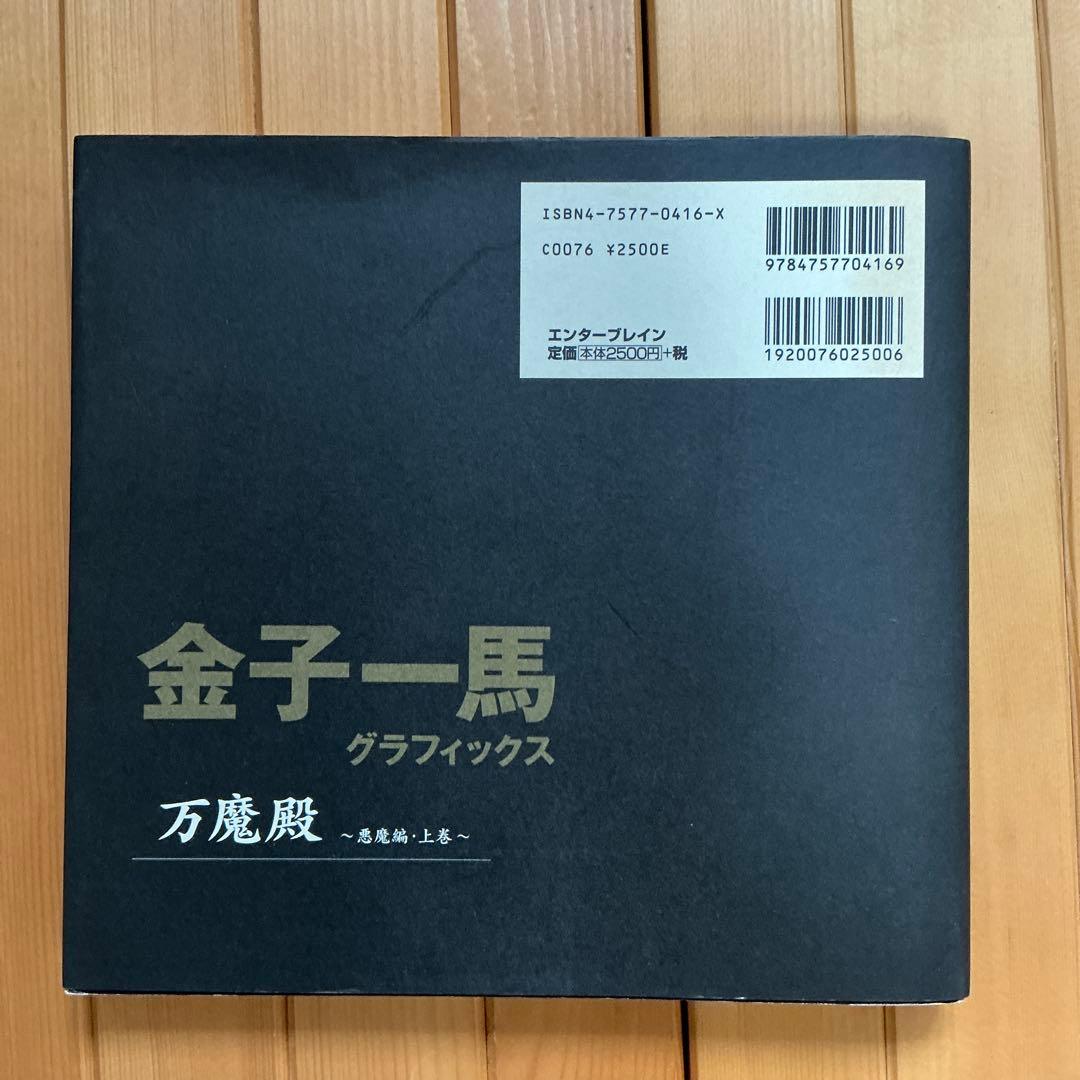 ISBN4-7577-0416-X
C0076 ¥2500E
9784757704169
エンターブレイン
定価 本体2500円+税
1920076025006
金子一馬
グラフィックス
万魔殿 ～悪魔編・上巻～